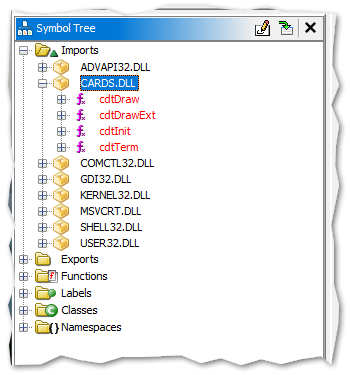 Symbol Tree
Imports
ADVAPI32.DLL
CARDS.DLL
cdtDraw
cdtDrawExt
cdtInit
cdtTerm
COMCTL32.DLL
GDI32.DLL
KERNEL32.DLL
MSVCRT.DLL
SHELL32.DLL
USER32.DLL
Exports
Functions
Labels
Classes
Namespaces